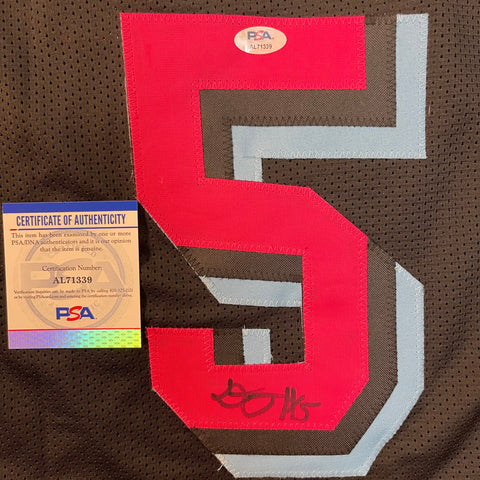 PSA
AL71339
5
CERTIFICATE OF AUTHENTICITY
This item has been examined by one or more
PSA/DNA authenticators and it is our opinion
that the item is genuine.
Certification Number:
AL71339
PSA